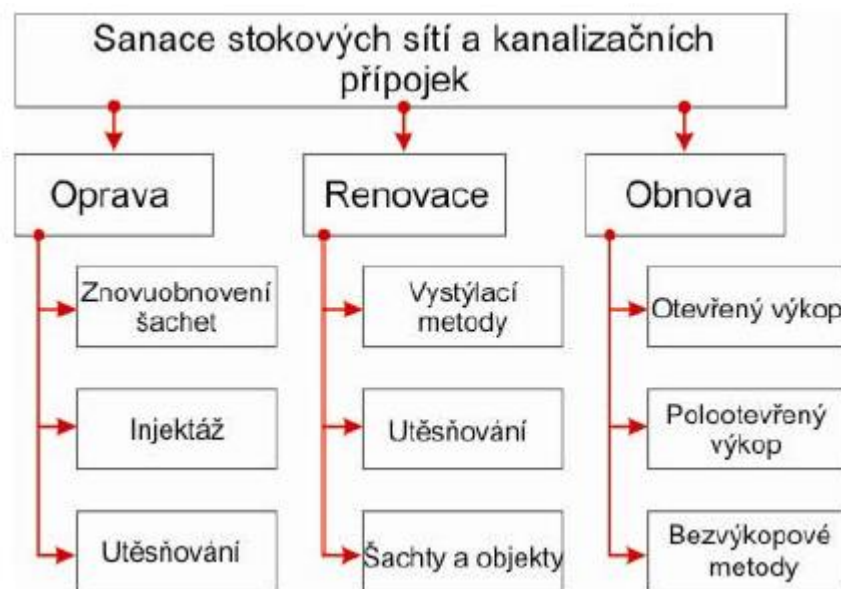 Sanace stokových sítí a kanalizačních
přípojek
Oprava
Renovace
Obnova
Znovuobnovení
šachet
Injektáž
Utěsňování
Vystýlací
metody
Utěsňování
Šachty a objekty
Otevřený výkop
Polootevřený
výkop
Bezvýkopové
metody